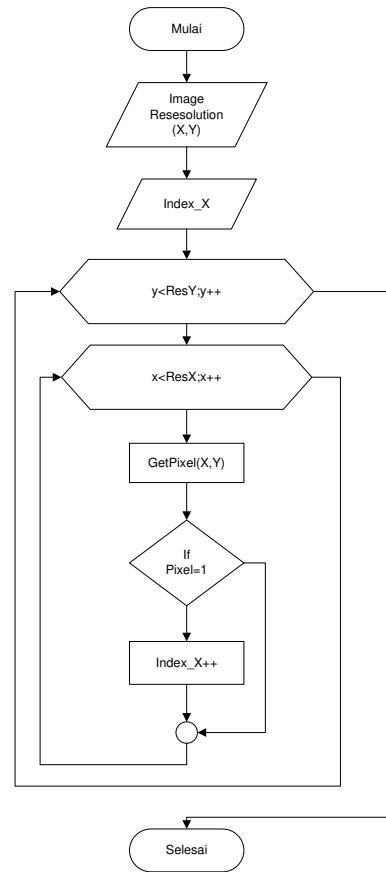 Mulai
Image
Resesolution
(X,Y)
Index_X
y<ResY;y++
x<ResX;x++
GetPixel(X,Y)
If
Pixel=1
Index_X++
Selesai